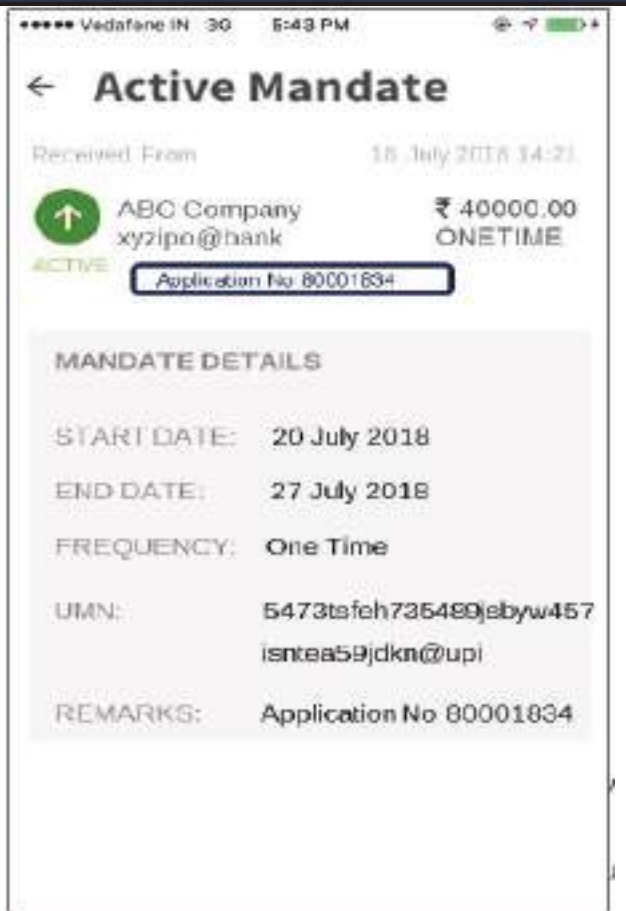 Vedafone IN 3G 5:43 PM
← Active Mandate
Received From 18 July 2018 14:21
ABC Company ₹ 40000.00
xyzipo@bank ONETIME
ACTIVE
Application No 80001834
MANDATE DETAILS
START DATE: 20 July 2018
END DATE: 27 July 2018
FREQUENCY: One Time
UMN:
isntea59jdkn@upi
REMARKS: Application No 80001834